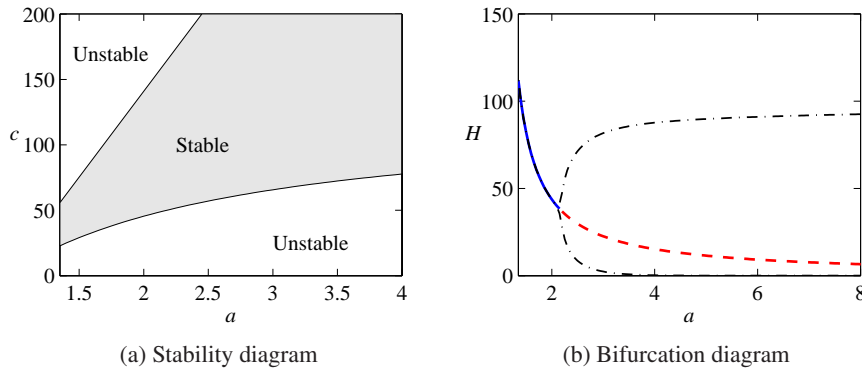 200
150
c
100
50
0
Unstable
Stable
Unstable
1.5
2
2.5
3
3.5
4
a
(a) Stability diagram
150
100
H
50
0
2
4
6
8
a
(b) Bifurcation diagram